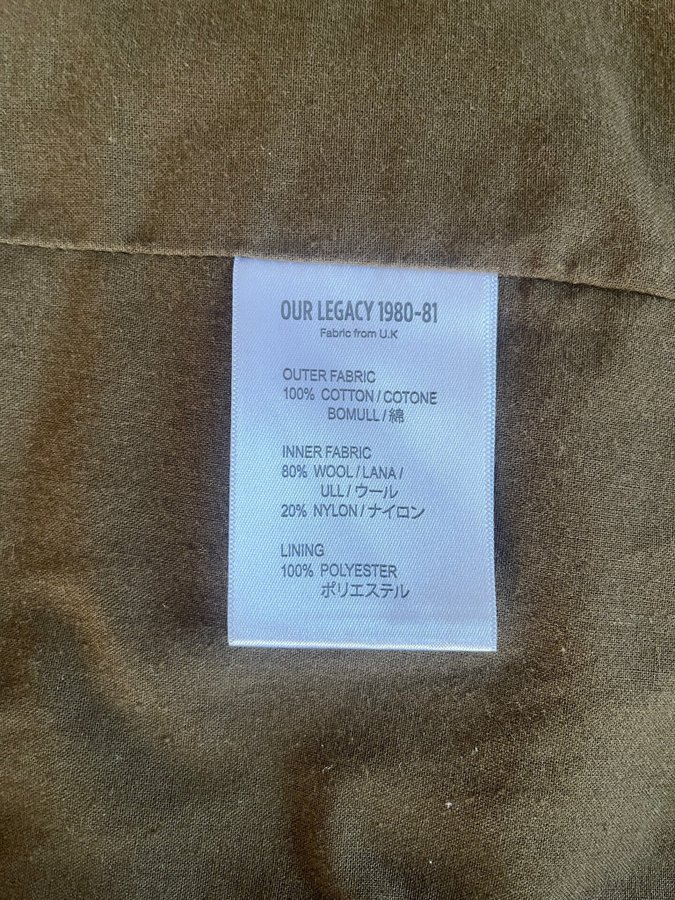 OUR LEGACY 1980-81
Fabric from U.K
OUTER FABRIC
100% COTTON / COTONE
BOMULL / 綿
INNER FABRIC
80% WOOL / LANA /
ULL / ウール
20% NYLON / ナイロン
LINING
100% POLYESTER
ポリエステル